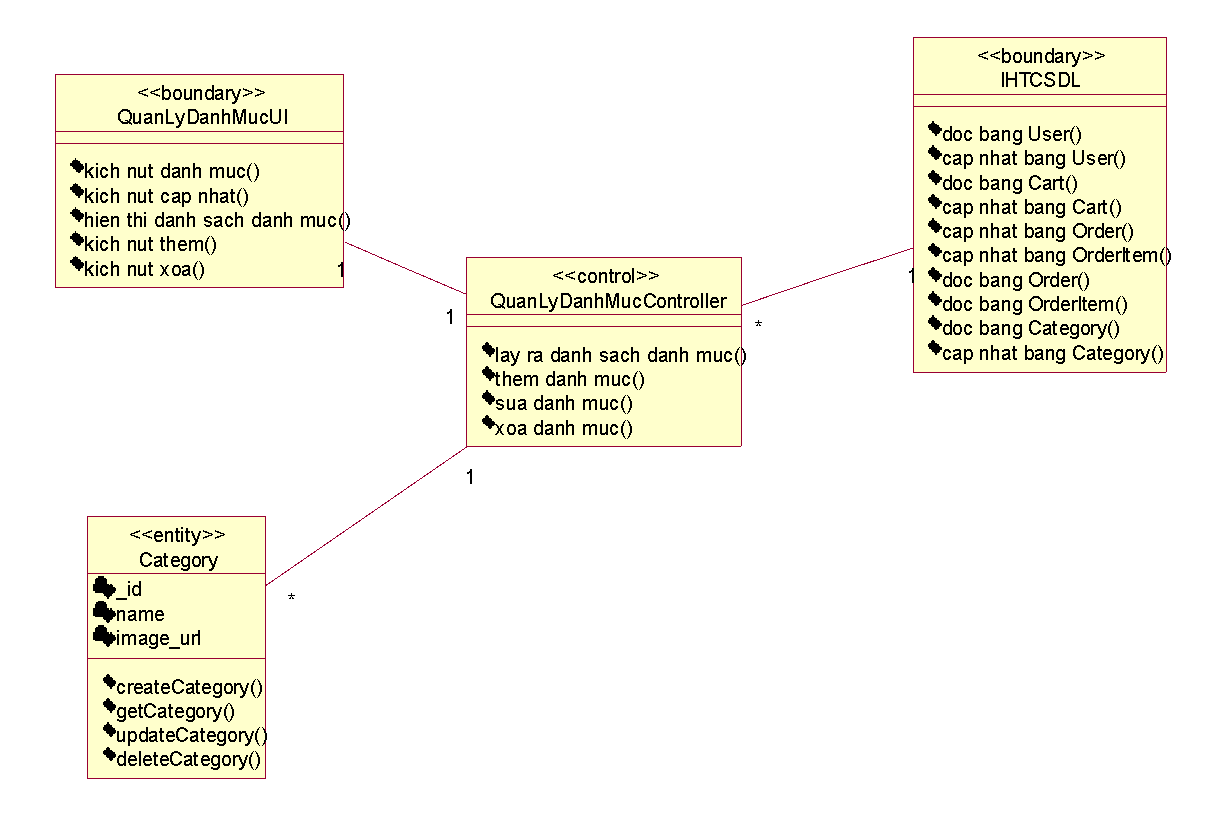 <<boundary>>
QuanLyDanhMucUI
kich nut danh muc()
kich nut cap nhat()
hien thi danh sach danh muc()
kich nut them()
kich nut xoa()
1
1
<<boundary>>
IHTCSDL
doc bang User()
cap nhat bang User()
doc bang Cart()
cap nhat bang Cart()
cap nhat bang Order()
cap nhat bang OrderItem()
doc bang Order()
doc bang OrderItem()
doc bang Category()
cap nhat bang Category()
1
*
<<control>>
QuanLyDanhMucController
lay ra danh sach danh muc()
them danh muc()
sua danh muc()
xoa danh muc()
1
*
<<entity>>
Category
_id
name
image_url
createCategory()
getCategory()
updateCategory()
deleteCategory()